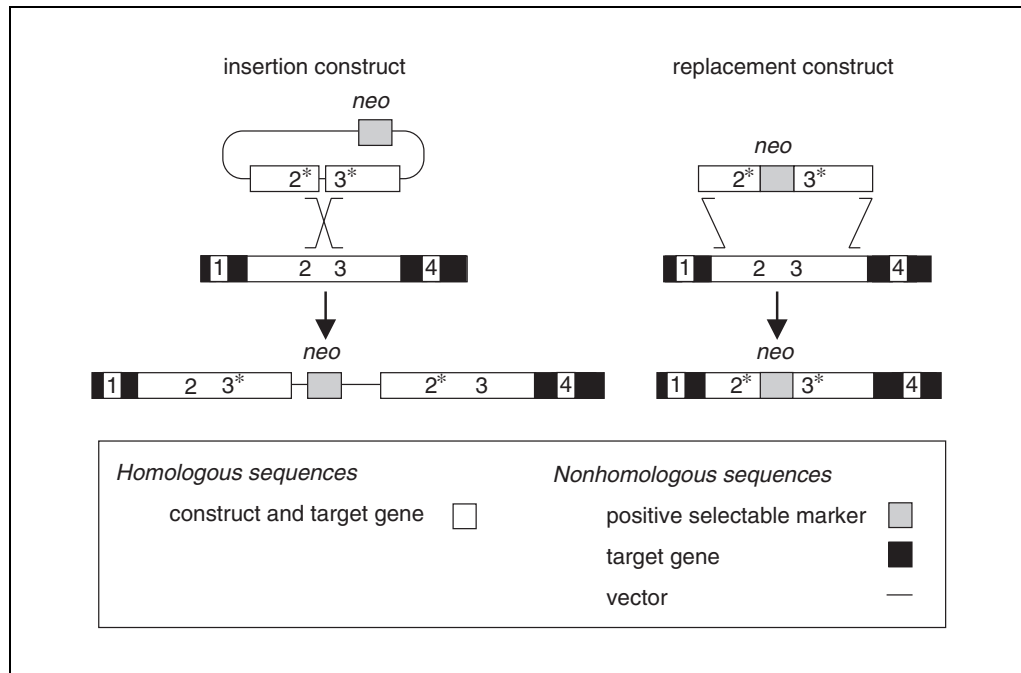 insertion construct
neo
2* 3*
1 2 3 4
neo
1 2 3* 2* 3 4
replacement construct
neo
2* 3*
1 2 3 4
neo
1 2* 3* 4
Homologous sequences
construct and target gene
Nonhomologous sequences
positive selectable marker
target gene
vector